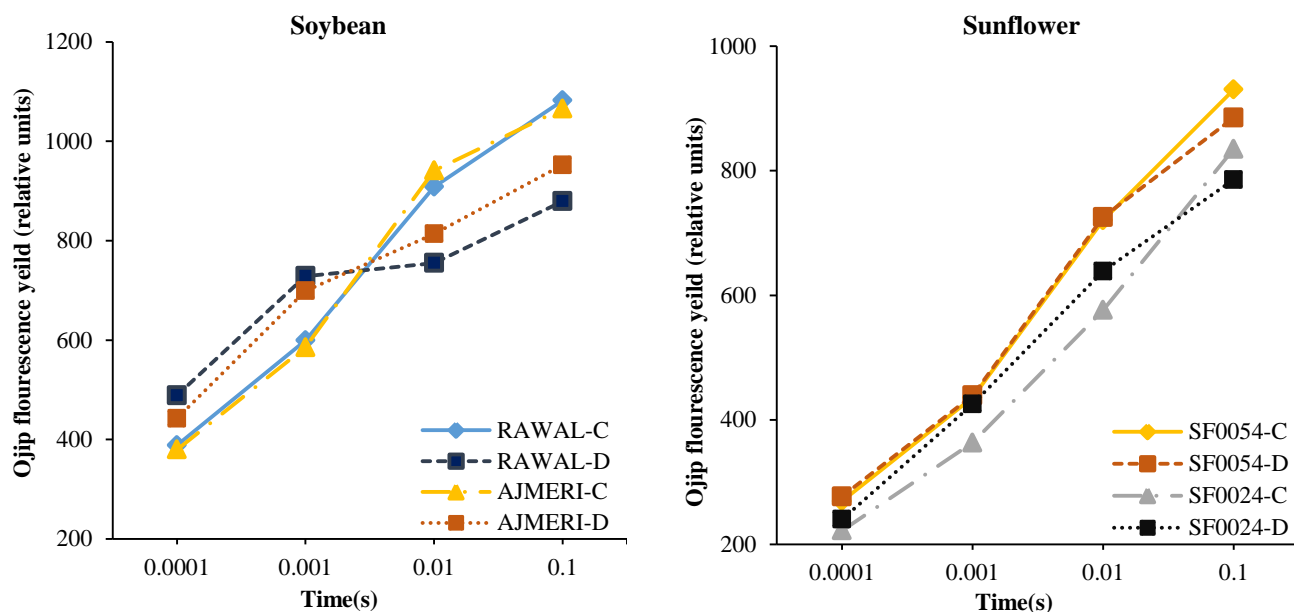 Soybean
Ojip flourescence yeild (relative units)
1200
1000
800
600
400
200
0.0001
0.001
0.01
0.1
Time(s)
RAWAL-C
RAWAL-D
AJMERI-C
AJMERI-D
Sunflower
Ojip flourescence yeild (relative units)
1000
800
600
400
200
0.0001
0.001
0.01
0.1
Time(s)
SF0054-C
SF0054-D
SF0024-C
SF0024-D